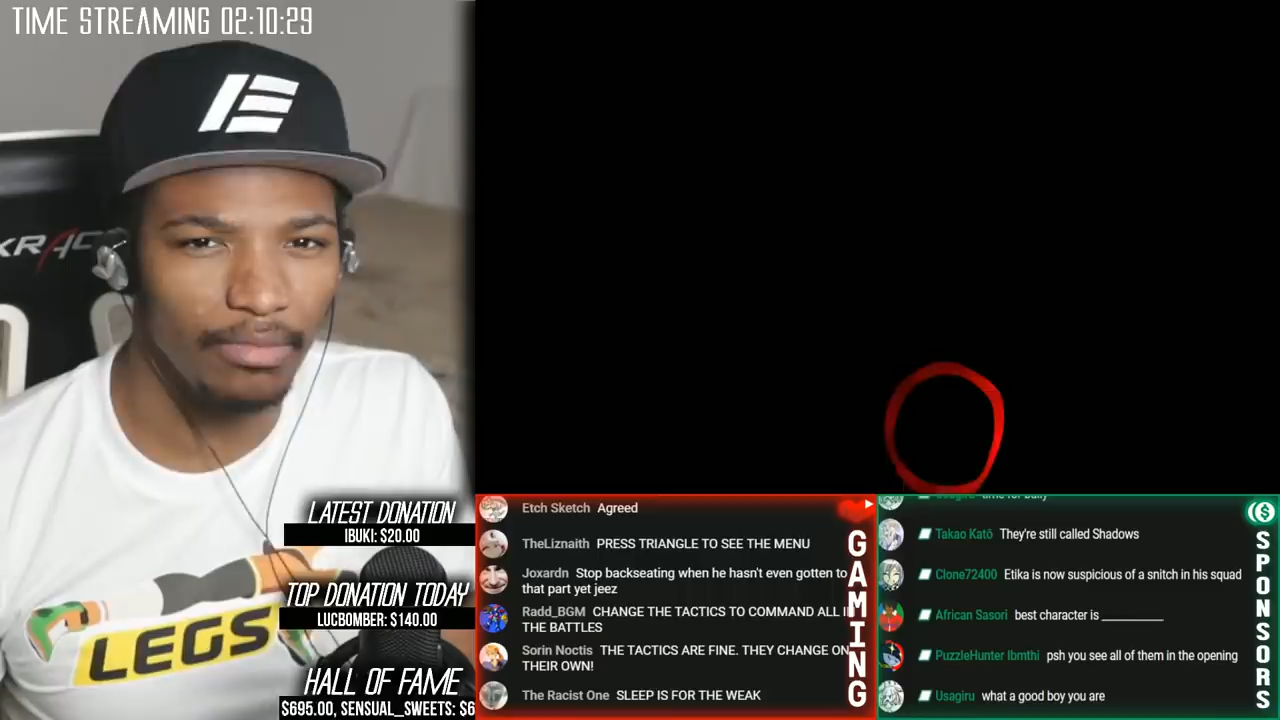 TIME STREAMING 02:10:29
KRAC
LATEST DONATION
IBUKI: $20.00
TOP DONATION TODAY
LUCBOMBER: $140.00
HALL OF FAME
$695.00, SENSUAL_SWEETS: $6
LEGS
Etch Sketch Agreed
TheLiznaith PRESS TRIANGLE TO SEE THE MENU
Joxardn Stop backseating when he hasn't even gotten to
that part yet jeez
Radd_BGM CHANGE THE TACTICS TO COMMAND ALL I
THE BATTLES
Sorin Noctis THE TACTICS ARE FINE. THEY CHANGE ON
THEIR OWN!
The Racist One SLEEP IS FOR THE WEAK
GAMING
Takao Katō They're still called Shadows
Clone72400 Etika is now suspicious of a snitch in his squad
African Sasori best character is ___________
PuzzleHunter Ibmthi psh you see all of them in the opening
Usagiru what a good boy you are
SPONSORS